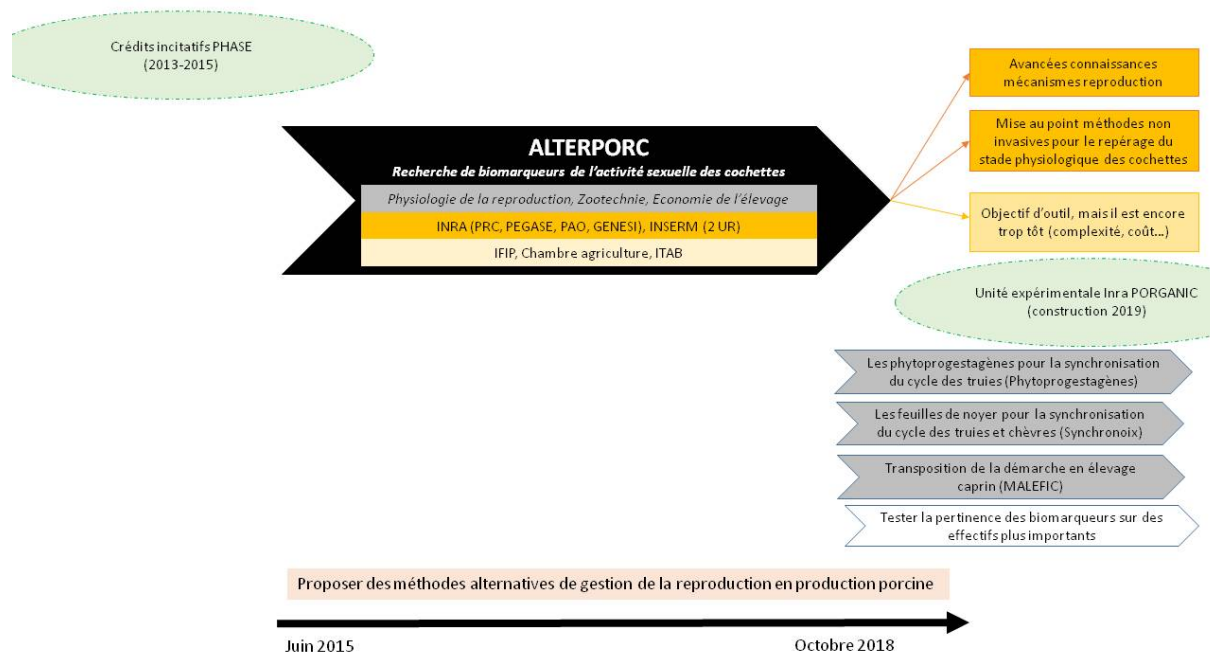 Crédits incitatifs PHASE
(2013-2015)
ALTERPORC
Recherche de biomarqueurs de l'activité sexuelle des cochettes
Physiologie de la reproduction, Zootechnie, Economie de l'élevage
INRA (PRC, PEGASE, PAO, GENESI), INSERM (2 UR)
IFIP, Chambre agriculture, ITAB
Avancées connaissances
mécanismes reproduction
Mise au point méthodes non
invasives pour le repérage du
stade physiologique des cochettes
Objectif d'outil, mais il est encore
trop tôt (complexité, coût...)
Unité expérimentale Inra PORGANIC
(construction 2019)
Les phytoprogestagènes pour la synchronisation
du cycle des truies (Phytoprogestagènes)
Les feuilles de noyer pour la synchronisation
du cycle des truies et chèvres (Synchronoix)
Transposition de la démarche en élevage
caprin (MALEFIC)
Tester la pertinence des biomarqueurs sur des
effectifs plus importants
Proposer des méthodes alternatives de gestion de la reproduction en production porcine
Juin 2015
Octobre 2018